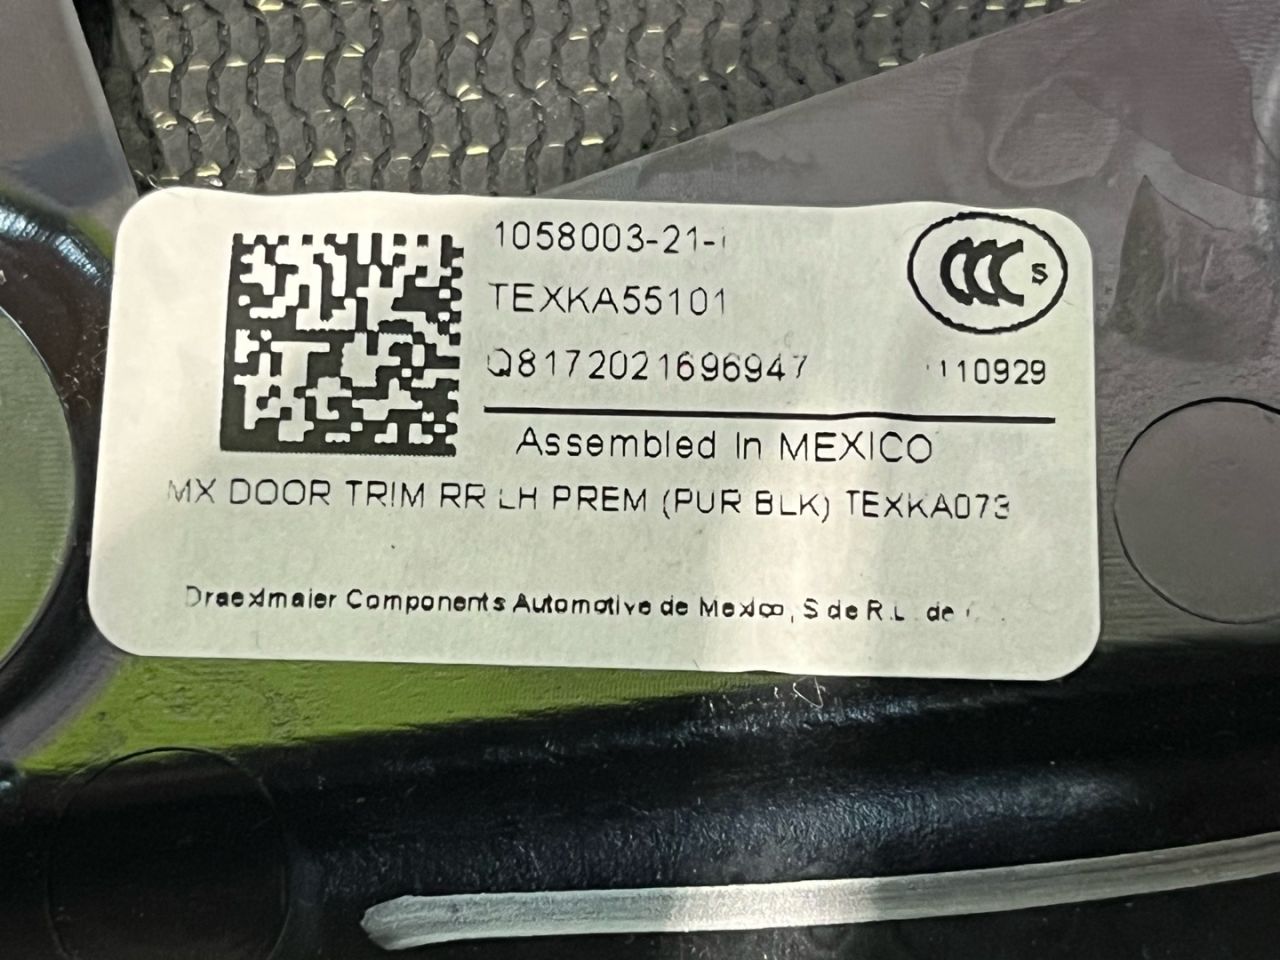 1058003-21-
TEXKA55101
CCC S
Q8172021696947
110929
Assembled In MEXICO
MX DOOR TRIM RR LH PREM (PUR BLK) TEXKA073
Draexlmaier Components Automotive de Mexico, S de R.L. de